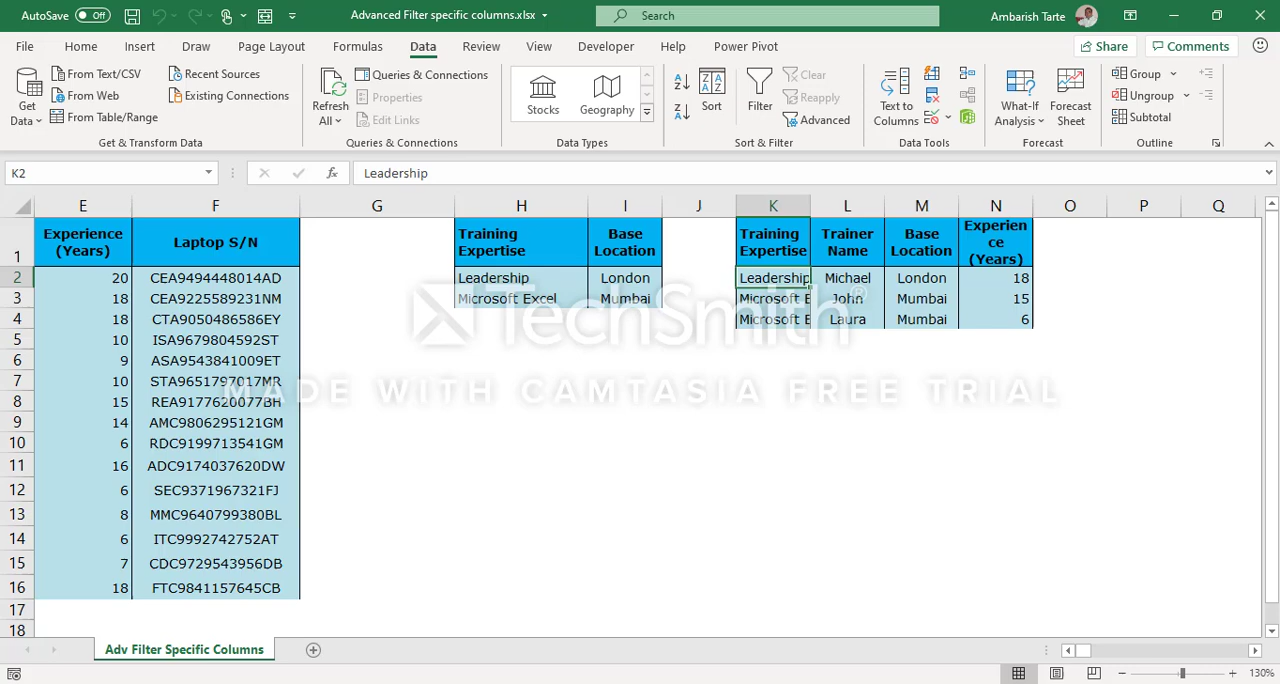 AutoSave Off Advanced Filter specific columns.xlsx Search Ambarish Tarte
File Home Insert Draw Page Layout Formulas Data Review View Developer Help Power Pivot Share Comments
Get Data
From Text/CSV
From Web
From Table/Range
Recent Sources
Existing Connections
Get & Transform Data
Refresh All
Queries & Connections
Properties
Edit Links
Queries & Connections
Stocks
Geography
Data Types
Sort
Filter
Clear
Reapply
Advanced
Sort & Filter
Text to Columns
Data Tools
What-If Analysis
Forecast Sheet
Forecast
Group
Ungroup
Subtotal
Outline
K2 fx Leadership
E F G H I J K L M N O P Q
1 Experience (Years) Laptop S/N Training Expertise Base Location Training Expertise Trainer Name Base Location Experien ce (Years)
2 20 CEA9494448014AD Leadership London Leadership Michael London 18
3 18 CEA9225589231NM Microsoft Excel Mumbai Microsoft E John Mumbai 15
4 18 CTA9050486586EY Microsoft E Laura Mumbai 6
5 10 ISA9679804592ST
6 9 ASA9543841009ET
7 10 STA9651797017MR
8 15 REA9177620077BH
9 14 AMC9806295121GM
10 6 RDC9199713541GM
11 16 ADC9174037620DW
12 6 SEC9371967321FJ
13 8 MMC9640799380BL
14 6 ITC9992742752AT
15 7 CDC9729543956DB
16 18 FTC9841157645CB
17
18
TechSmith®
MADE WITH CAMTASIA FREE TRIAL
Adv Filter Specific Columns
130%